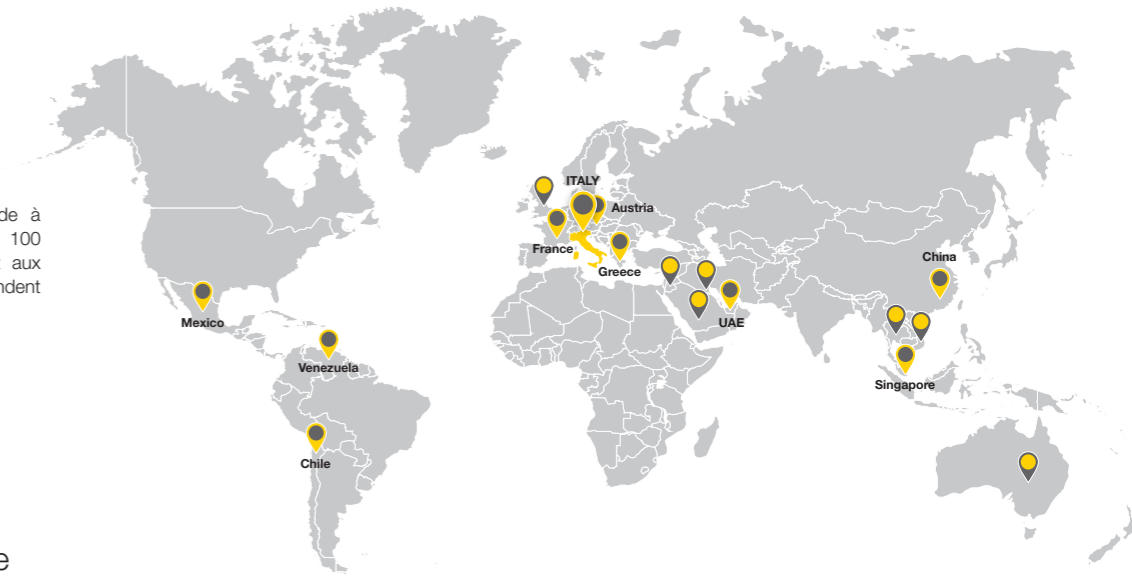 de à
100
aux
ndent
e
ITALY
Austria
France
Greece
China
UAE
Mexico
Venezuela
Singapore
Chile